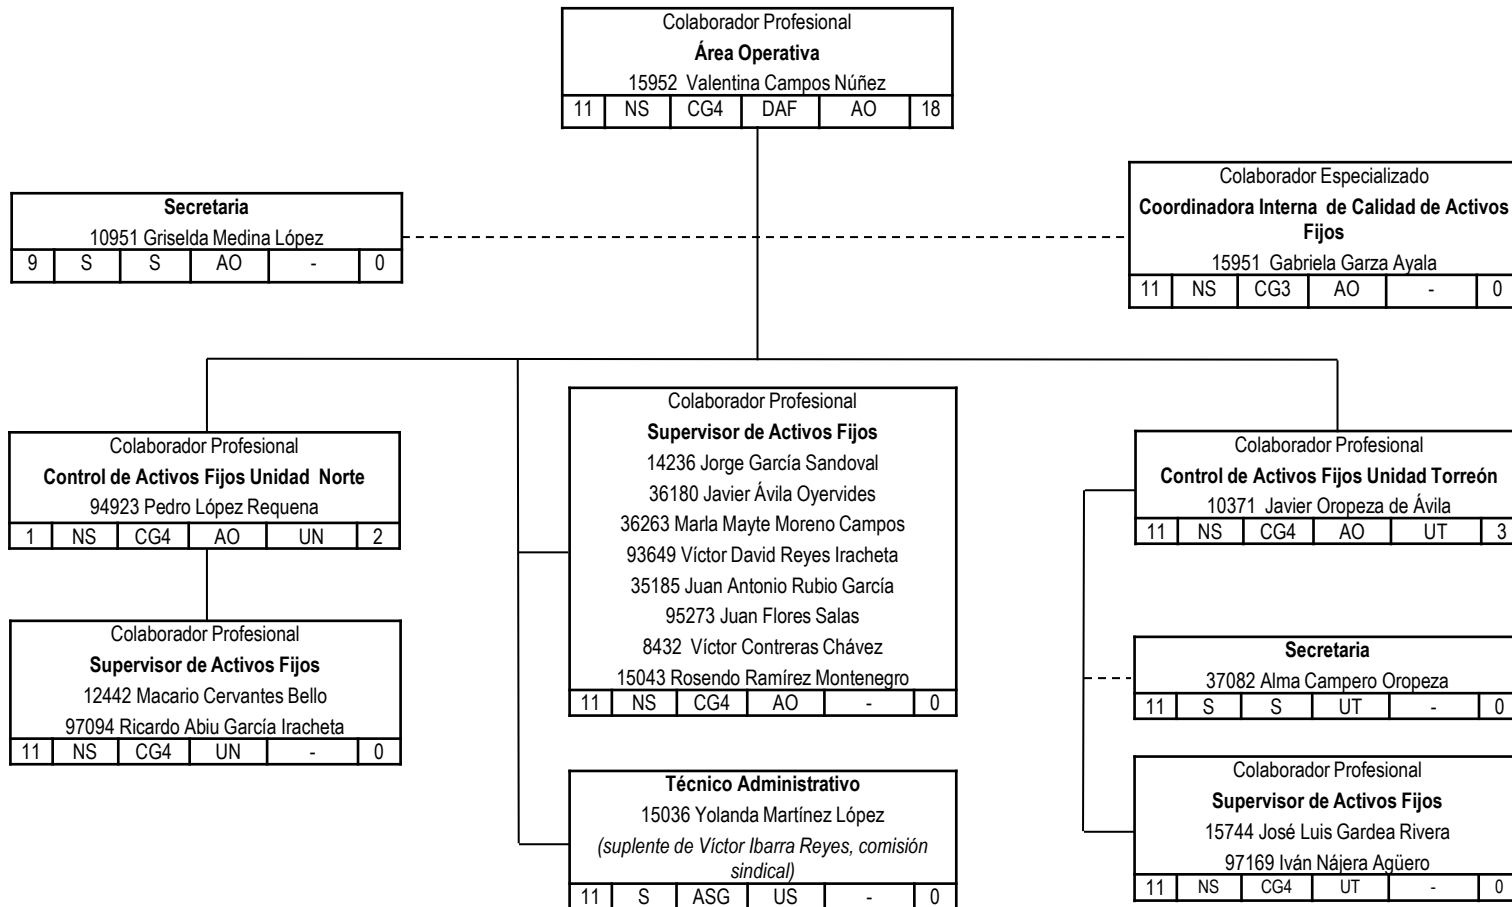 Colaborador Profesional
Área Operativa
15952 Valentina Campos Núñez
11 NS CG4 DAF AO 18
Secretaria
10951 Griselda Medina López
9 S S AO - 0
Colaborador Especializado
Coordinadora Interna de Calidad de Activos
Fijos
15951 Gabriela Garza Ayala
11 NS CG3 AO - 0
Colaborador Profesional
Control de Activos Fijos Unidad Norte
94923 Pedro López Requena
1 NS CG4 AO UN 2
Colaborador Profesional
Supervisor de Activos Fijos
12442 Macario Cervantes Bello
97094 Ricardo Abiu García Iracheta
11 NS CG4 UN - 0
Colaborador Profesional
Supervisor de Activos Fijos
14236 Jorge García Sandoval
36180 Javier Ávila Oyervides
36263 Marla Mayte Moreno Campos
93649 Víctor David Reyes Iracheta
35185 Juan Antonio Rubio García
95273 Juan Flores Salas
8432 Víctor Contreras Chávez
15043 Rosendo Ramírez Montenegro
11 NS CG4 AO - 0
Técnico Administrativo
15036 Yolanda Martínez López
(suplente de Víctor Ibarra Reyes, comisión
sindical)
11 S ASG US - 0
Colaborador Profesional
Control de Activos Fijos Unidad Torreón
10371 Javier Oropeza de Ávila
11 NS CG4 AO UT 3
Secretaria
37082 Alma Campero Oropeza
11 S S UT - 0
Colaborador Profesional
Supervisor de Activos Fijos
15744 José Luis Gardea Rivera
97169 Iván Nájera Agüero
11 NS CG4 UT - 0